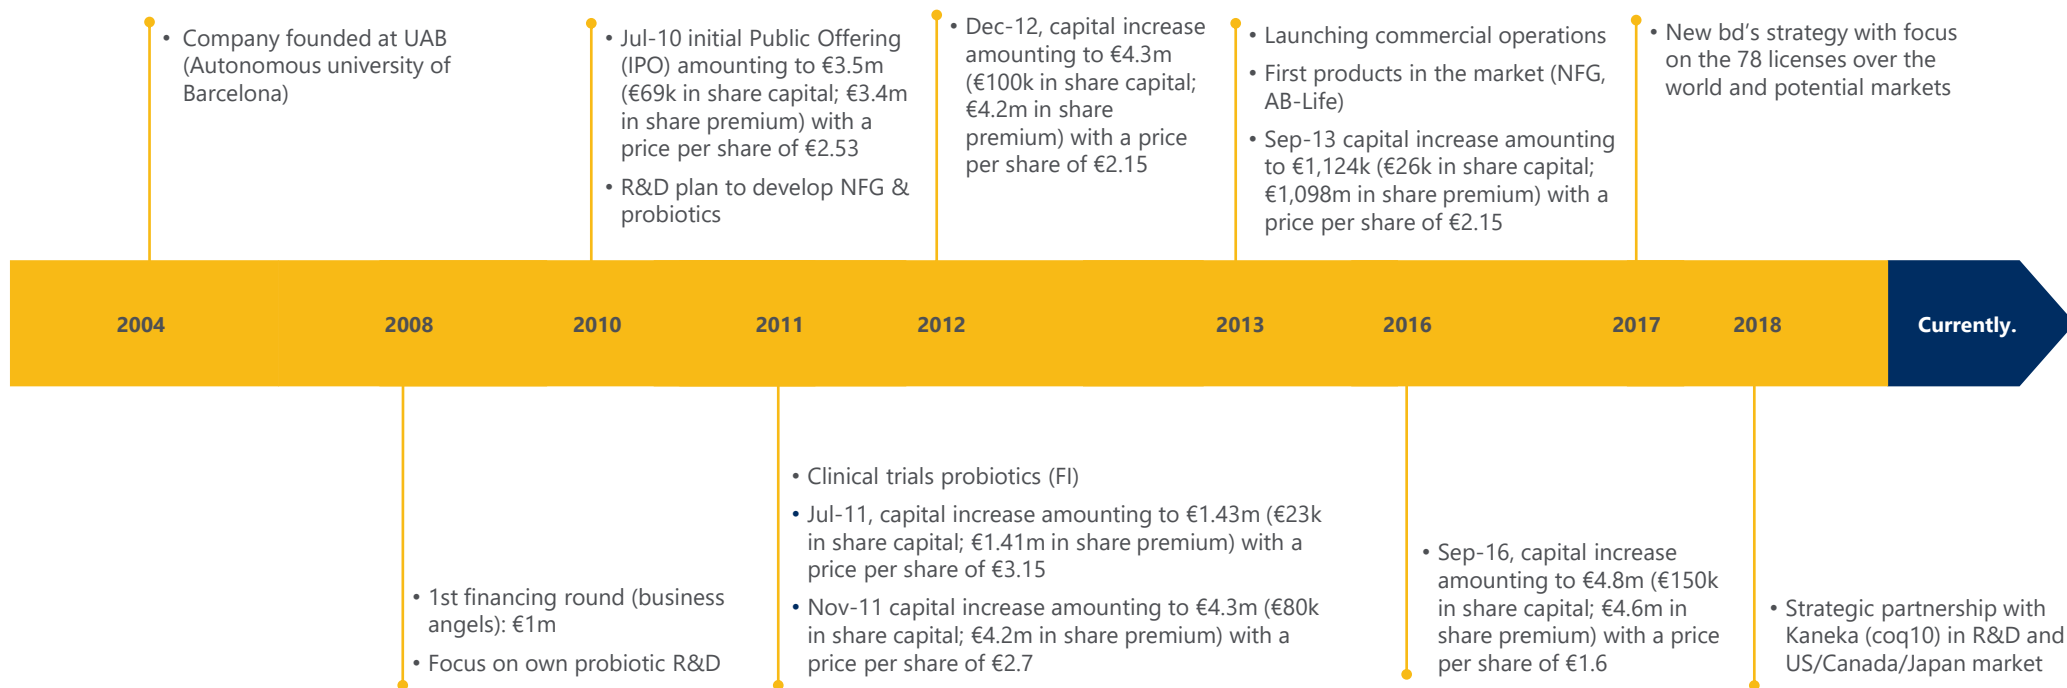 • Company founded at UAB
(Autonomous university of
Barcelona)
• Jul-10 initial Public Offering
(IPO) amounting to €3.5m
(€69k in share capital; €3.4m
in share premium) with a
price per share of €2.53
• R&D plan to develop NFG &
probiotics
• Dec-12, capital increase
amounting to €4.3m
(€100k in share capital;
€4.2m in share
premium) with a price
per share of €2.15
• Launching commercial operations
• First products in the market (NFG,
AB-Life)
• Sep-13 capital increase amounting
to €1,124k (€26k in share capital;
€1,098m in share premium) with a
price per share of €2.15
• New bd's strategy with focus
on the 78 licenses over the
world and potential markets
2004 2008 2010 2011 2012 2013 2016 2017 2018 Currently.
• 1st financing round (business
angels): €1m
• Focus on own probiotic R&D
• Clinical trials probiotics (FI)
• Jul-11, capital increase amounting to €1.43m (€23k
in share capital; €1.41m in share premium) with a
price per share of €3.15
• Nov-11 capital increase amounting to €4.3m (€80k
in share capital; €4.2m in share premium) with a
price per share of €2.7
• Sep-16, capital increase
amounting to €4.8m (€150k
in share capital; €4.6m in
share premium) with a price
per share of €1.6
• Strategic partnership with
Kaneka (coq10) in R&D and
US/Canada/Japan market